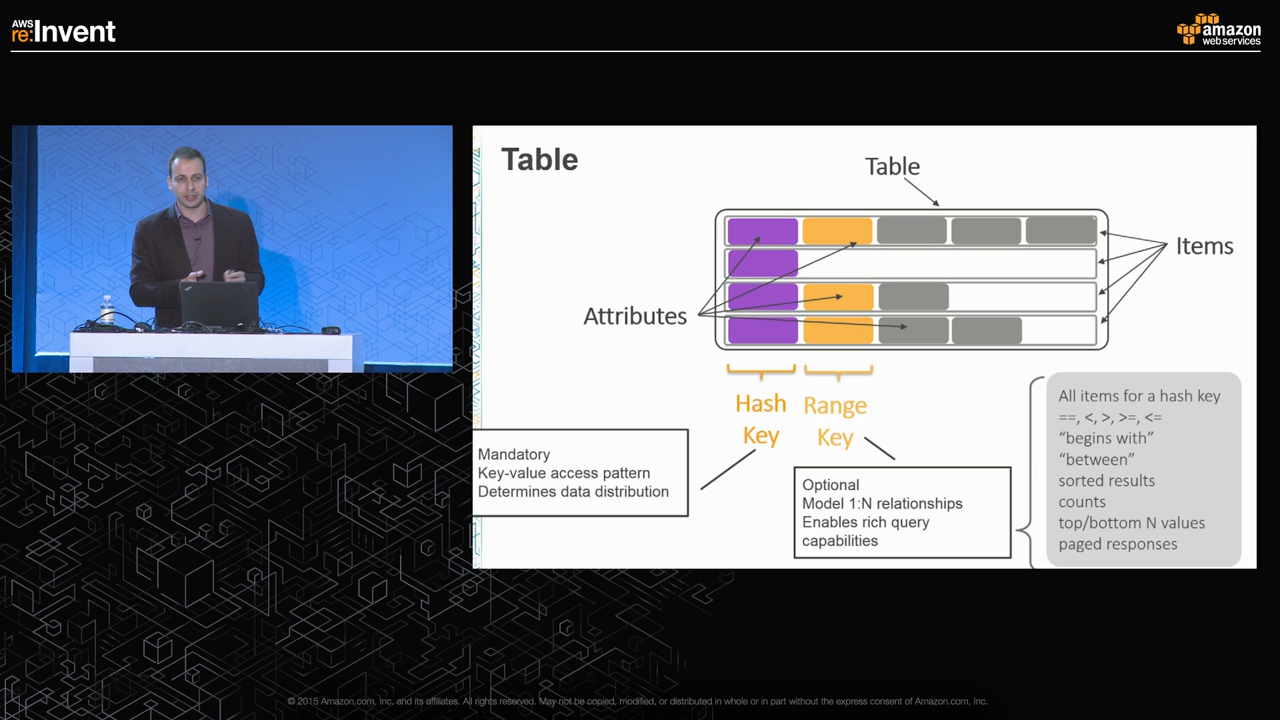 AWS
re:Invent
amazon
web services
Table
Table
Items
Attributes
Hash
Key
Range
Key
Mandatory
Key-value access pattern
Determines data distribution
Optional
Model 1:N relationships
Enables rich query
capabilities
All items for a hash key
==, <, >, >=, <=
“begins with”
“between”
sorted results
counts
top/bottom N values
paged responses
© 2015 Amazon.com, Inc. and its affiliates. All rights reserved. May not be copied, modified, or distributed in whole or in part without the express consent of Amazon.com, Inc.